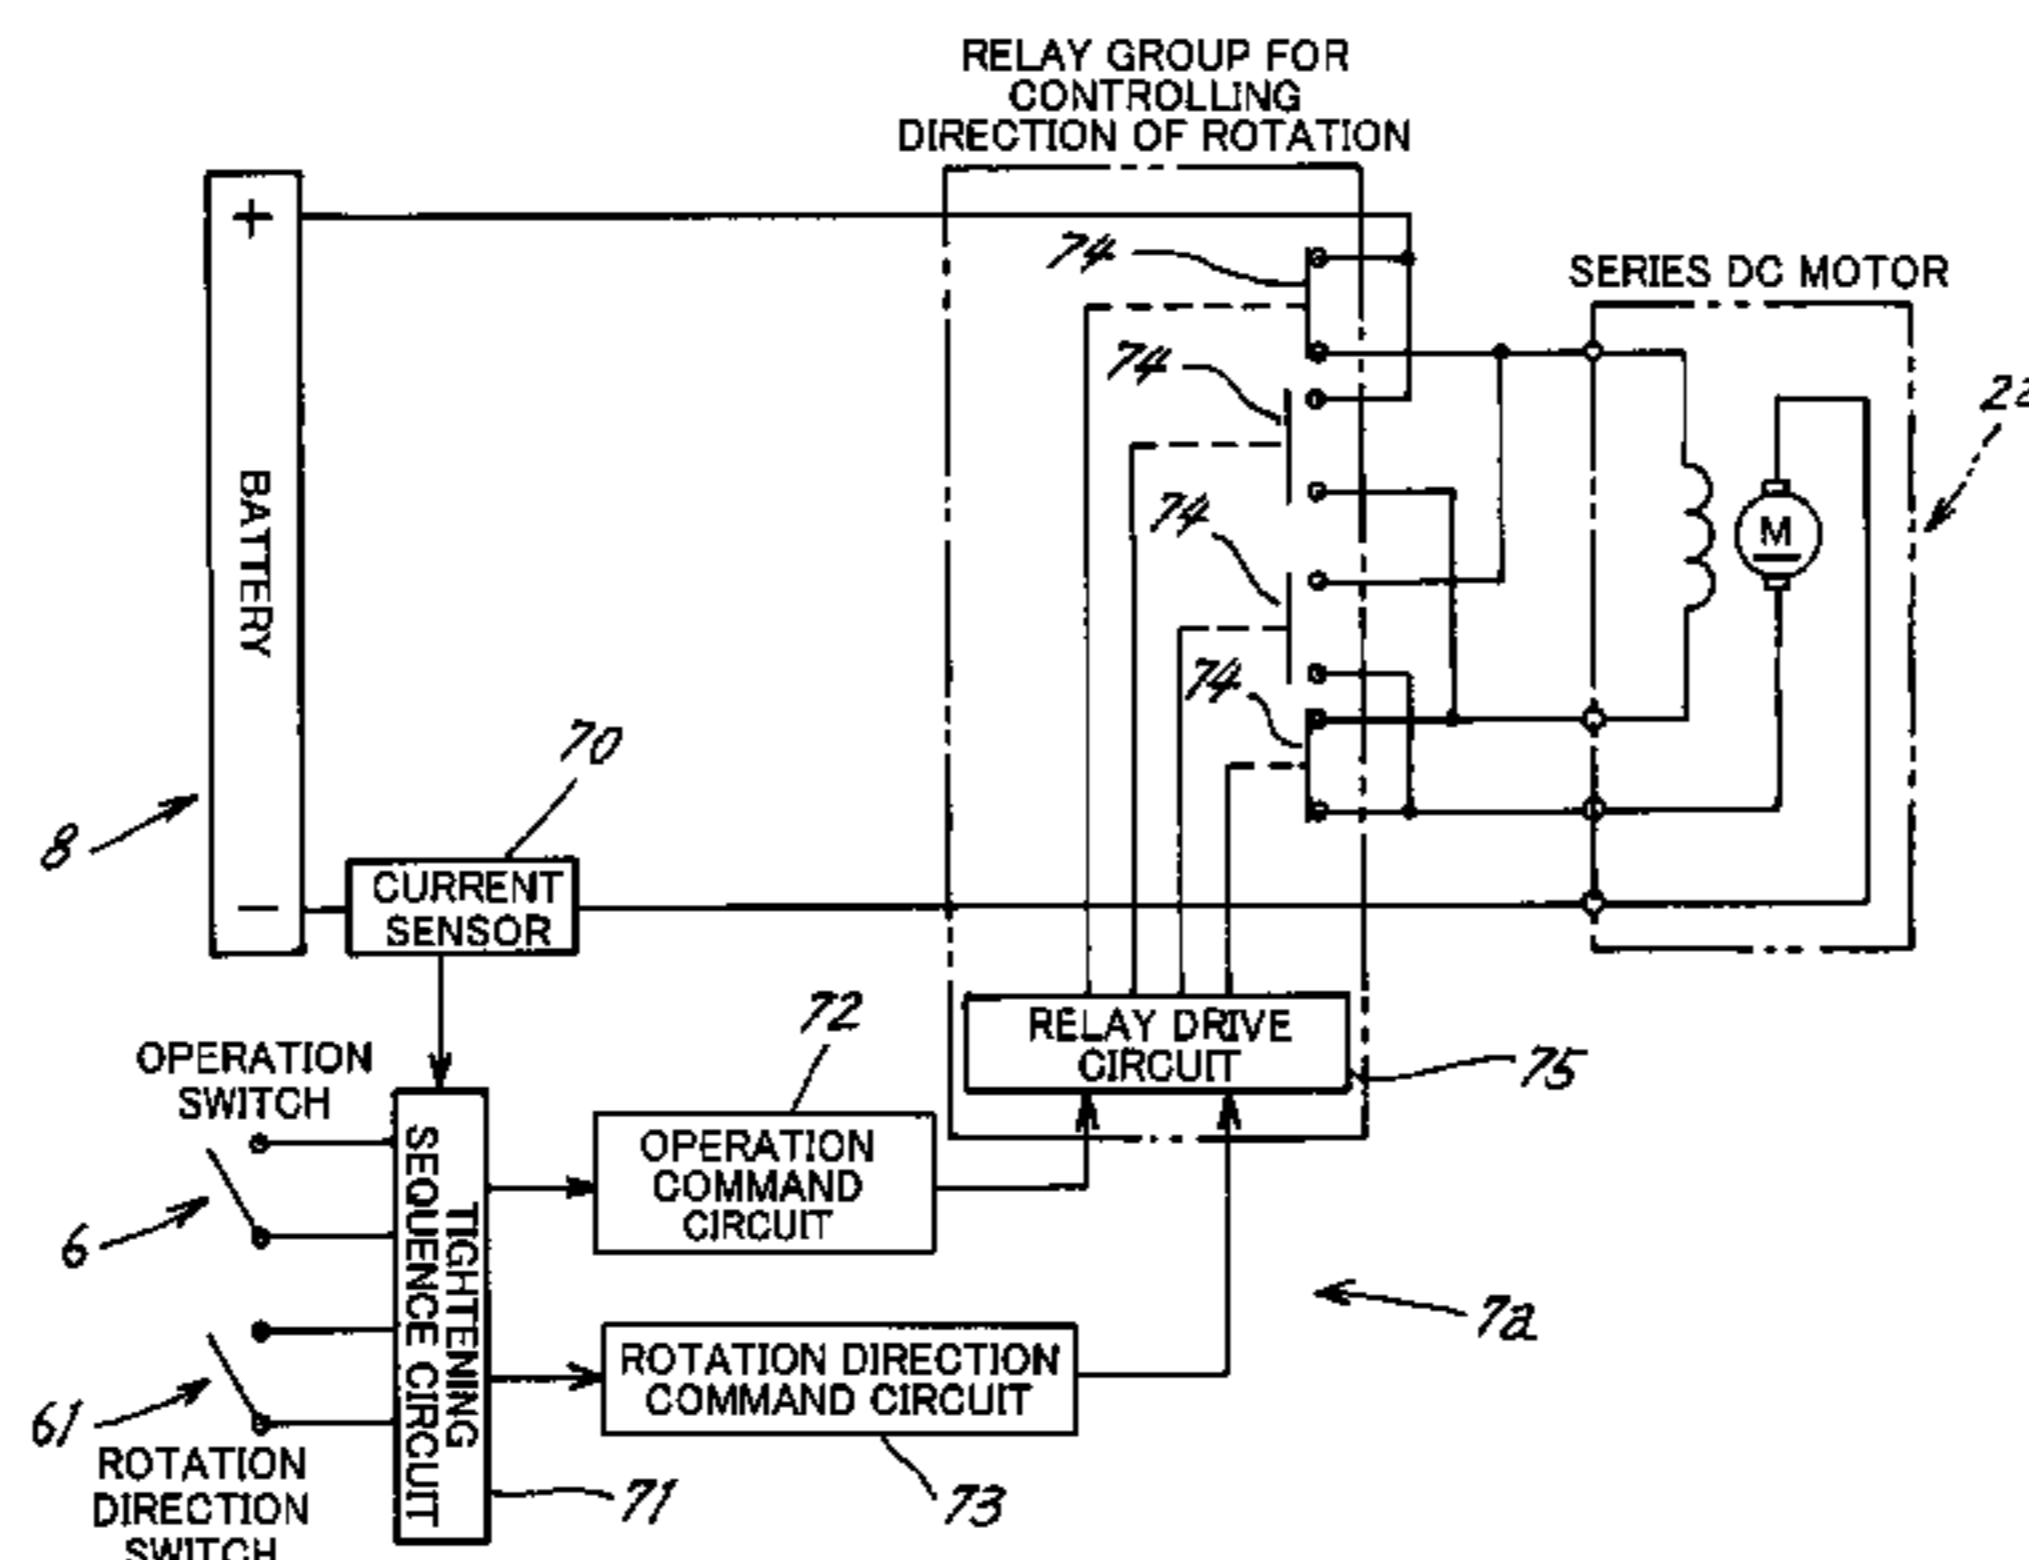 RELAY GROUP FOR
CONTROLLING
DIRECTION OF ROTATION
+
74
SERIES DC MOTOR
74
BATTERY
74
M
74
70
8
CURRENT
SENSOR
—
72
RELAY DRIVE
CIRCUIT
75
OPERATION
SWITCH
OPERATION
COMMAND
CIRCUIT
6
TIGHTENING
SEQUENCE CIRCUIT
7a
ROTATION DIRECTION
COMMAND CIRCUIT
61
ROTATION
DIRECTION
SWITCH
71
73